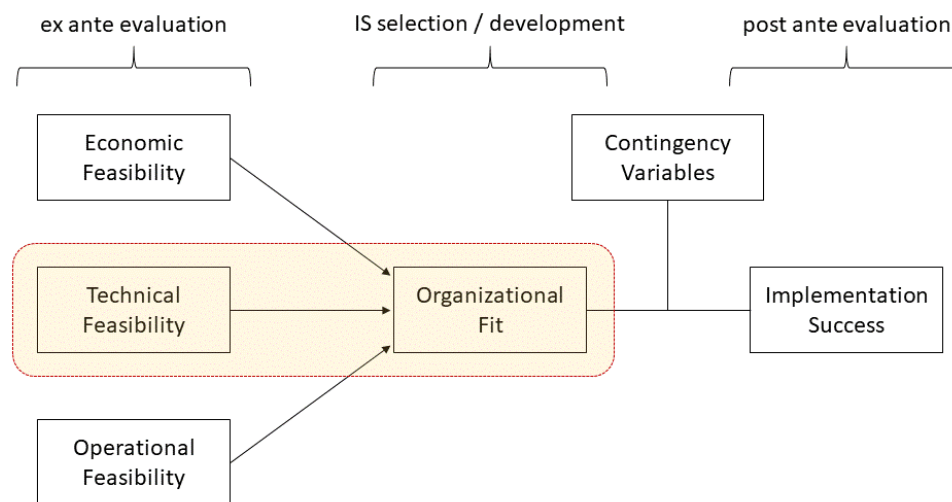 ex ante evaluation
IS selection / development
post ante evaluation
Economic
Feasibility
Contingency
Variables
Technical
Feasibility
Organizational
Fit
Implementation
Success
Operational
Feasibility